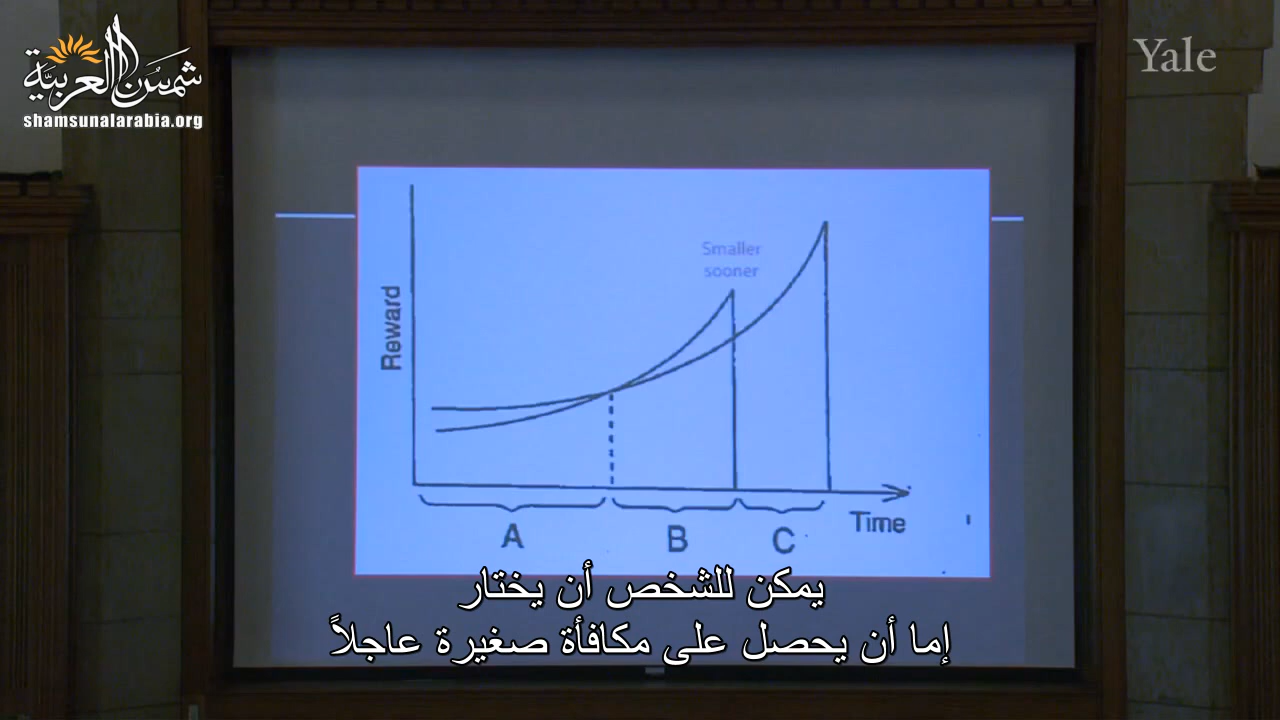 شمس العربية
shamsunalarabia.org
Yale
Smaller
sooner
Reward
A
B
C
Time
يمكن للشخص أن يختار
إما أن يحصل على مكافأة صغيرة عاجلاً